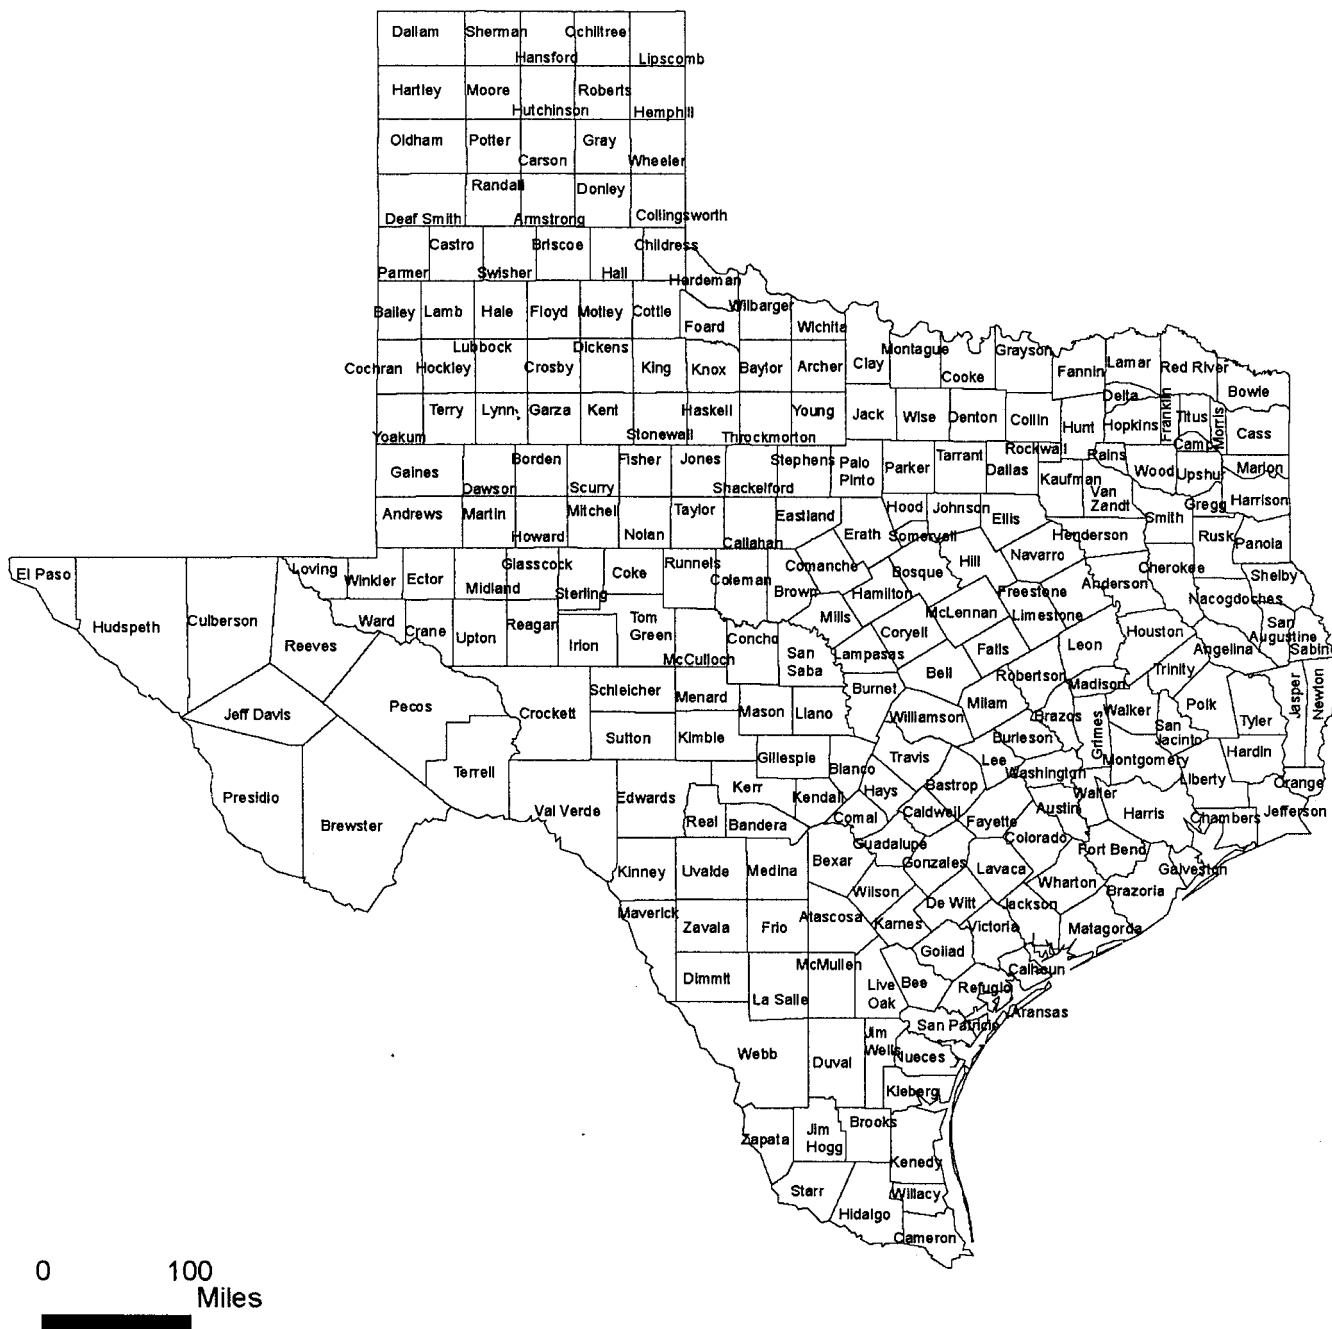 Dallam Sherman Ochiltree
Hansford Lipscomb
Hartley Moore Roberts
Hutchinson Hemphill
Oldham Potter Gray
Carson Wheeler
Randall Donley
Deaf Smith Armstrong Collingsworth
Castro Briscoe Childress
Parmer Swisher Hall
Hardeman
Bailey Lamb Hale Floyd Motley Cottle Wilbarger
Foard Wichita
Lubbock Dickens Montague Grayson
Cochran Hockley Crosby King Knox Baylor Archer Clay Cooke Fannin Lamar Red River
Delta Bowie
Terry Lynn Garza Kent Haskell Young Jack Wise Denton Collin Hunt Hopkins Franklin Titus Morris
Yoakum Stonewall Throckmorton Rockwall Camp Cass
Borden Fisher Jones Stephens Palo Pinto Parker Tarrant Dallas Rains
Gaines Kaufman Wood Upshur Marion
Dawson Scurry Shackelford Van Zandt
Andrews Martin Mitchell Taylor Eastland Hood Johnson Ellis Smith Gregg Harrison
Howard Nolan Callahan Erath Somervell Henderson Rusk Panola
Glasscock Runnels Comanche Hill Navarro
El Paso Loving Winkler Ector Midland Coke Coleman Bosque Anderson Cherokee Shelby
Sterling Brown Hamilton Freestone Nacogdoches
Hudspeth Culberson Ward Crane Upton Reagan Tom Green Mills McLennan Limestone San Augustine
Reeves Irion Concho Coryell Houston
McCulloch San Saba Lampasas Falls Leon Angelina Sabine
Bell Robertson Trinity
Schleicher Menard Burnet Madison
Jeff Davis Pecos Crockett Mason Llano Williamson Milam Brazos Grimes Walker San Jacinto Polk Tyler Jasper Newton
Sutton Kimble Burleson
Gillespie Blanco Travis Lee Montgomery Hardin
Terrell Washington Liberty Orange
Presidio Val Verde Edwards Kerr Kendall Hays Bastrop Waller
Brewster Real Bandera Comal Caldwell Fayette Austin Harris Chambers Jefferson
Guadalupe Colorado Fort Bend
Kinney Uvalde Medina Bexar Gonzales Lavaca Galveston
Wilson Wharton Brazoria
Maverick Zavala Frio Atascosa Karnes De Witt Jackson
Victoria Matagorda
Goliad
McMullen Calhoun
Dimmit La Salle Live Oak Bee Refugio
Aransas
San Patricio
Webb Duval Jim Wells Nueces
Kleberg
Zapata Jim Hogg Brooks
Kenedy
Starr Willacy
Hidalgo
Cameron
0 100
Miles